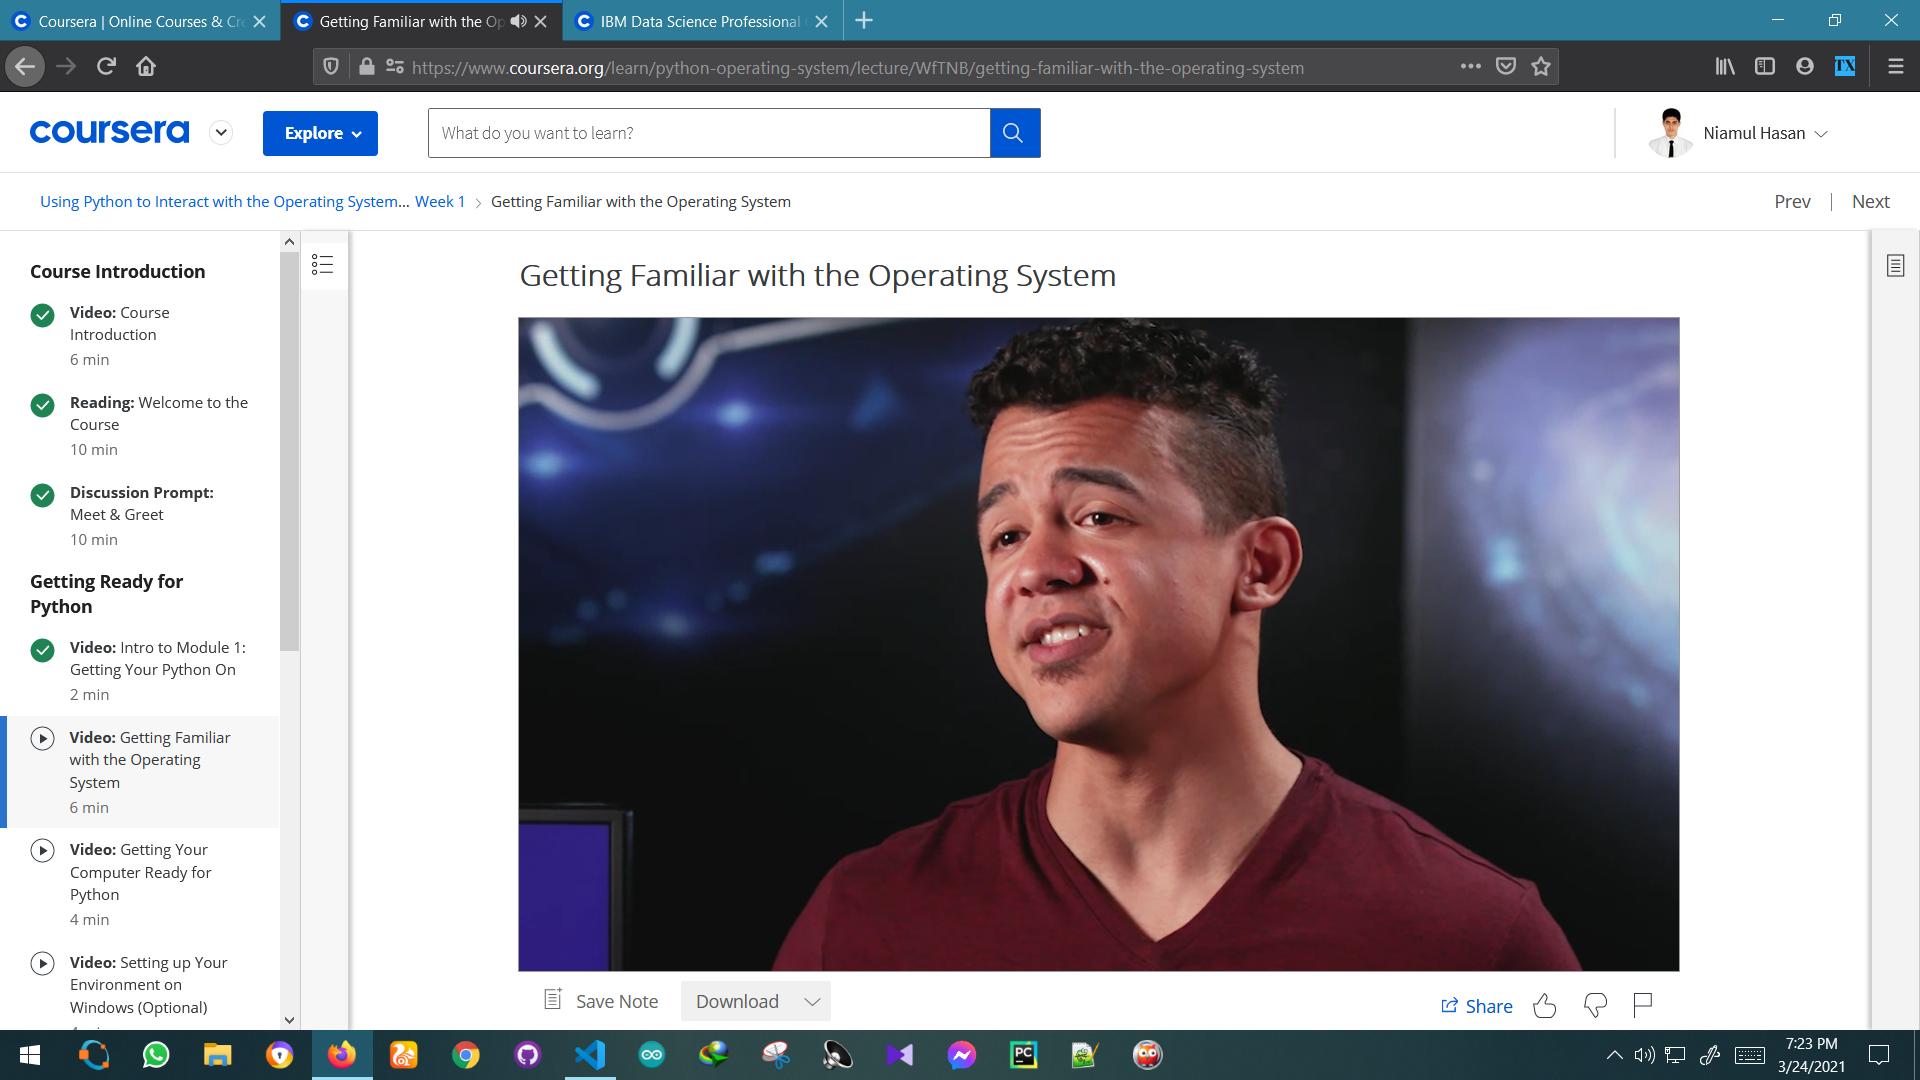 Coursera | Online Courses & Cre
Getting Familiar with the Op
IBM Data Science Professional
https://www.coursera.org/learn/python-operating-system/lecture/WfTNB/getting-familiar-with-the-operating-system
TX
coursera
Explore
What do you want to learn?
Niamul Hasan
Using Python to Interact with the Operating System... Week 1 > Getting Familiar with the Operating System
Prev | Next
Course Introduction
Video: Course
Introduction
6 min
Reading: Welcome to the
Course
10 min
Discussion Prompt:
Meet & Greet
10 min
Getting Ready for
Python
Video: Intro to Module 1:
Getting Your Python On
2 min
Video: Getting Familiar
with the Operating
System
6 min
Video: Getting Your
Computer Ready for
Python
4 min
Video: Setting up Your
Environment on
Windows (Optional)
Getting Familiar with the Operating System
Save Note
Download
Share
PC
7:23 PM
3/24/2021